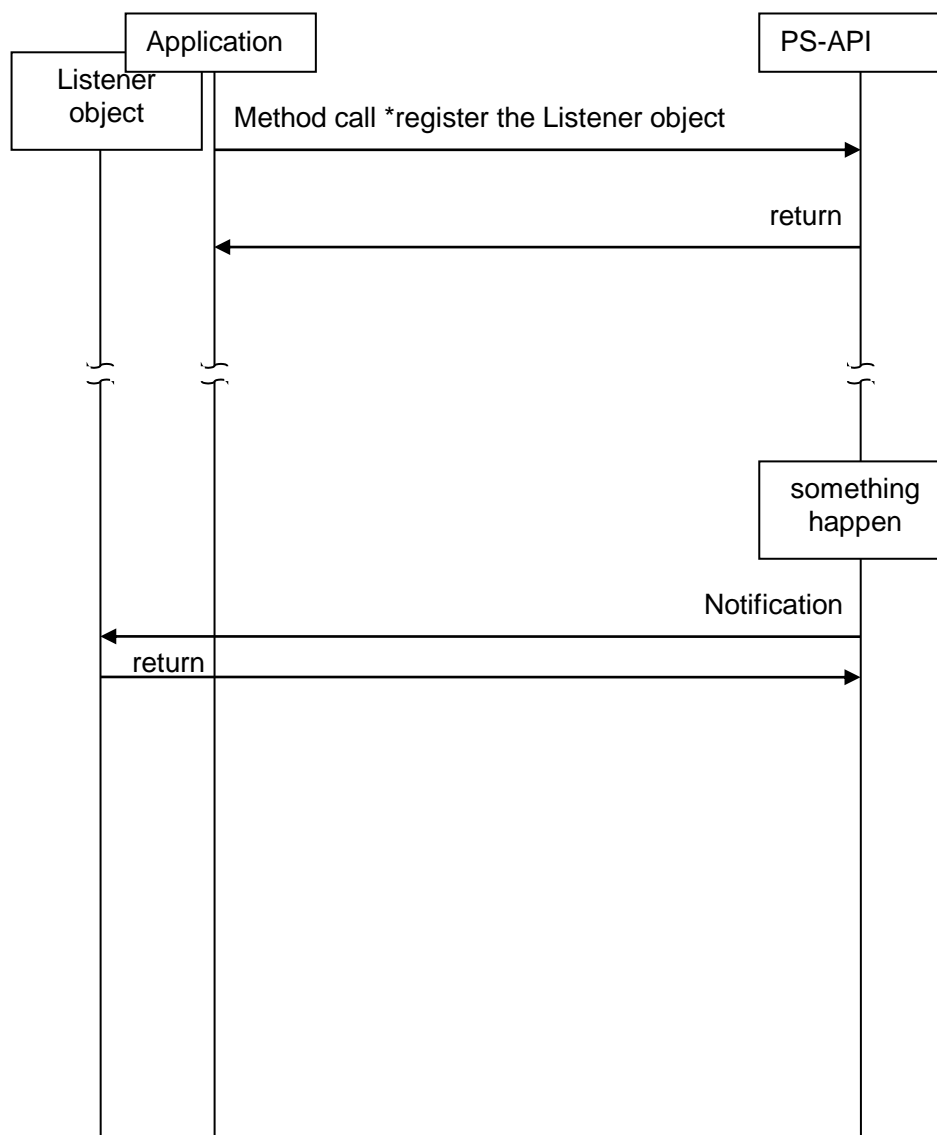 Application
PS-API
Listener
object
Method call *register the Listener object
return
something
happen
Notification
return